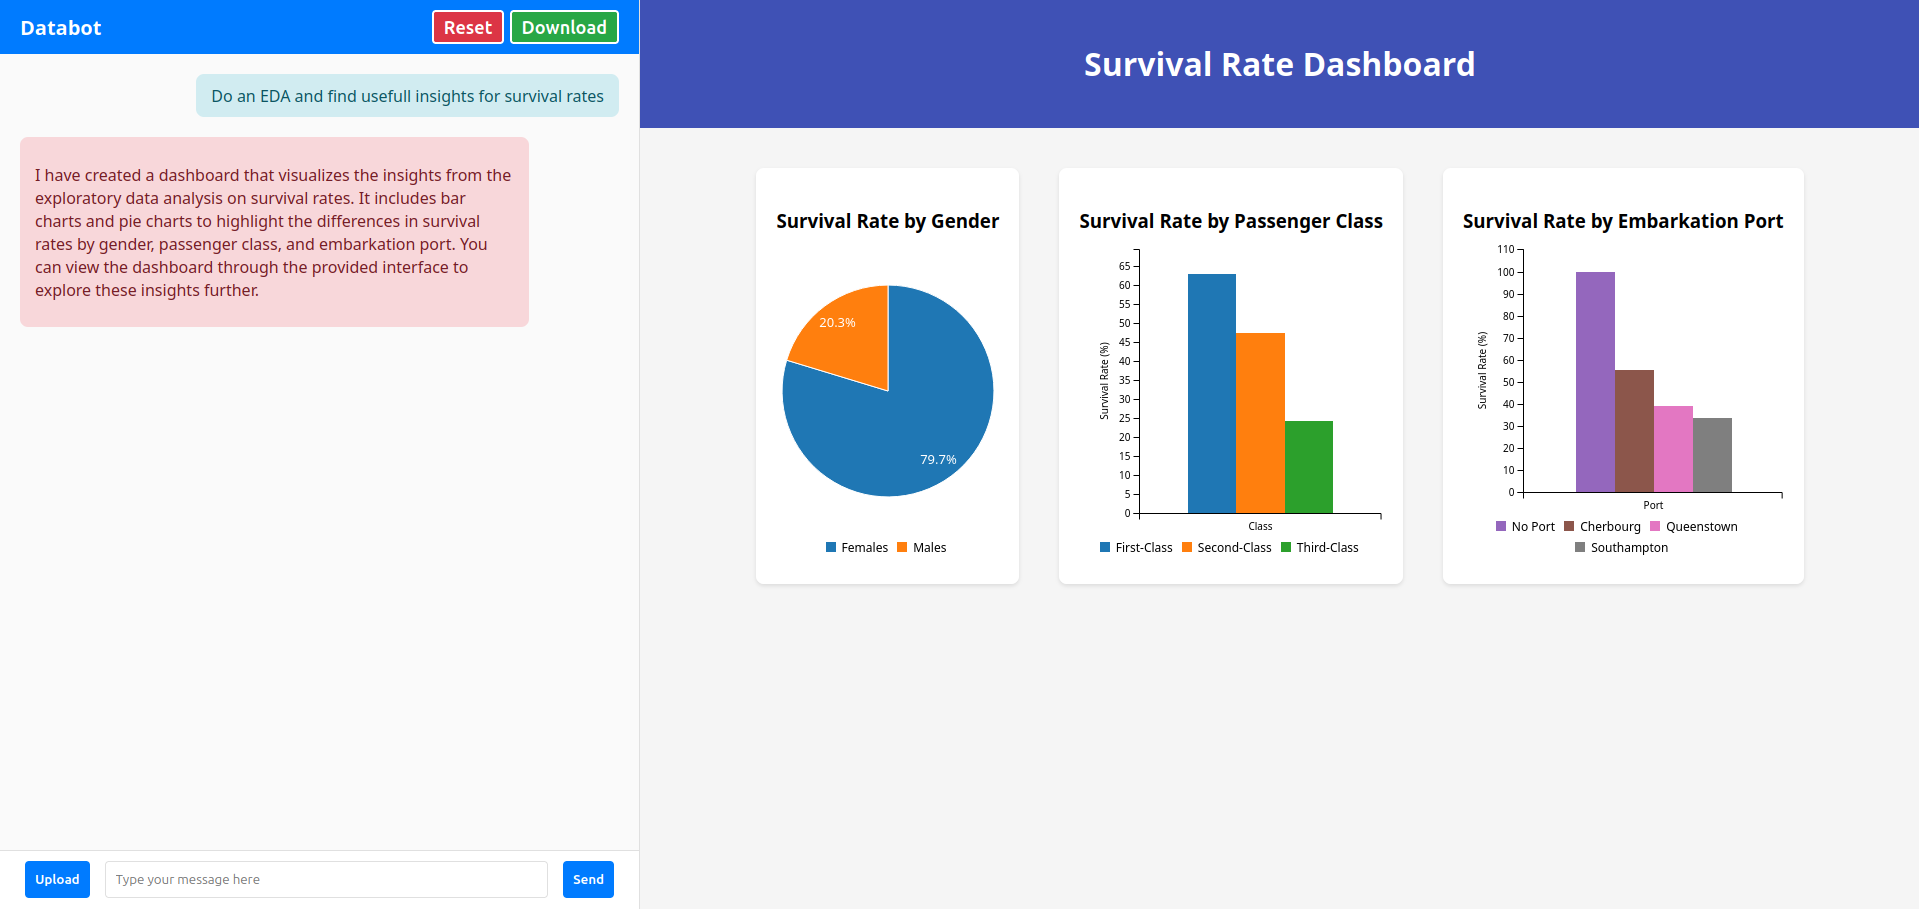 Databot
Reset
Download
Do an EDA and find usefull insights for survival rates
I have created a dashboard that visualizes the insights from the
exploratory data analysis on survival rates. It includes bar
charts and pie charts to highlight the differences in survival
rates by gender, passenger class, and embarkation port. You
can view the dashboard through the provided interface to
explore these insights further.
Upload
Type your message here
Send
Survival Rate Dashboard
Survival Rate by Gender
20.3%
79.7%
Females
Males
Survival Rate by Passenger Class
65
60
55
50
45
40
35
30
25
20
15
10
5
0
Survival Rate (%)
Class
First-Class
Second-Class
Third-Class
Survival Rate by Embarkation Port
110
100
90
80
70
60
50
40
30
20
10
0
Survival Rate (%)
Port
No Port
Cherbourg
Queenstown
Southampton